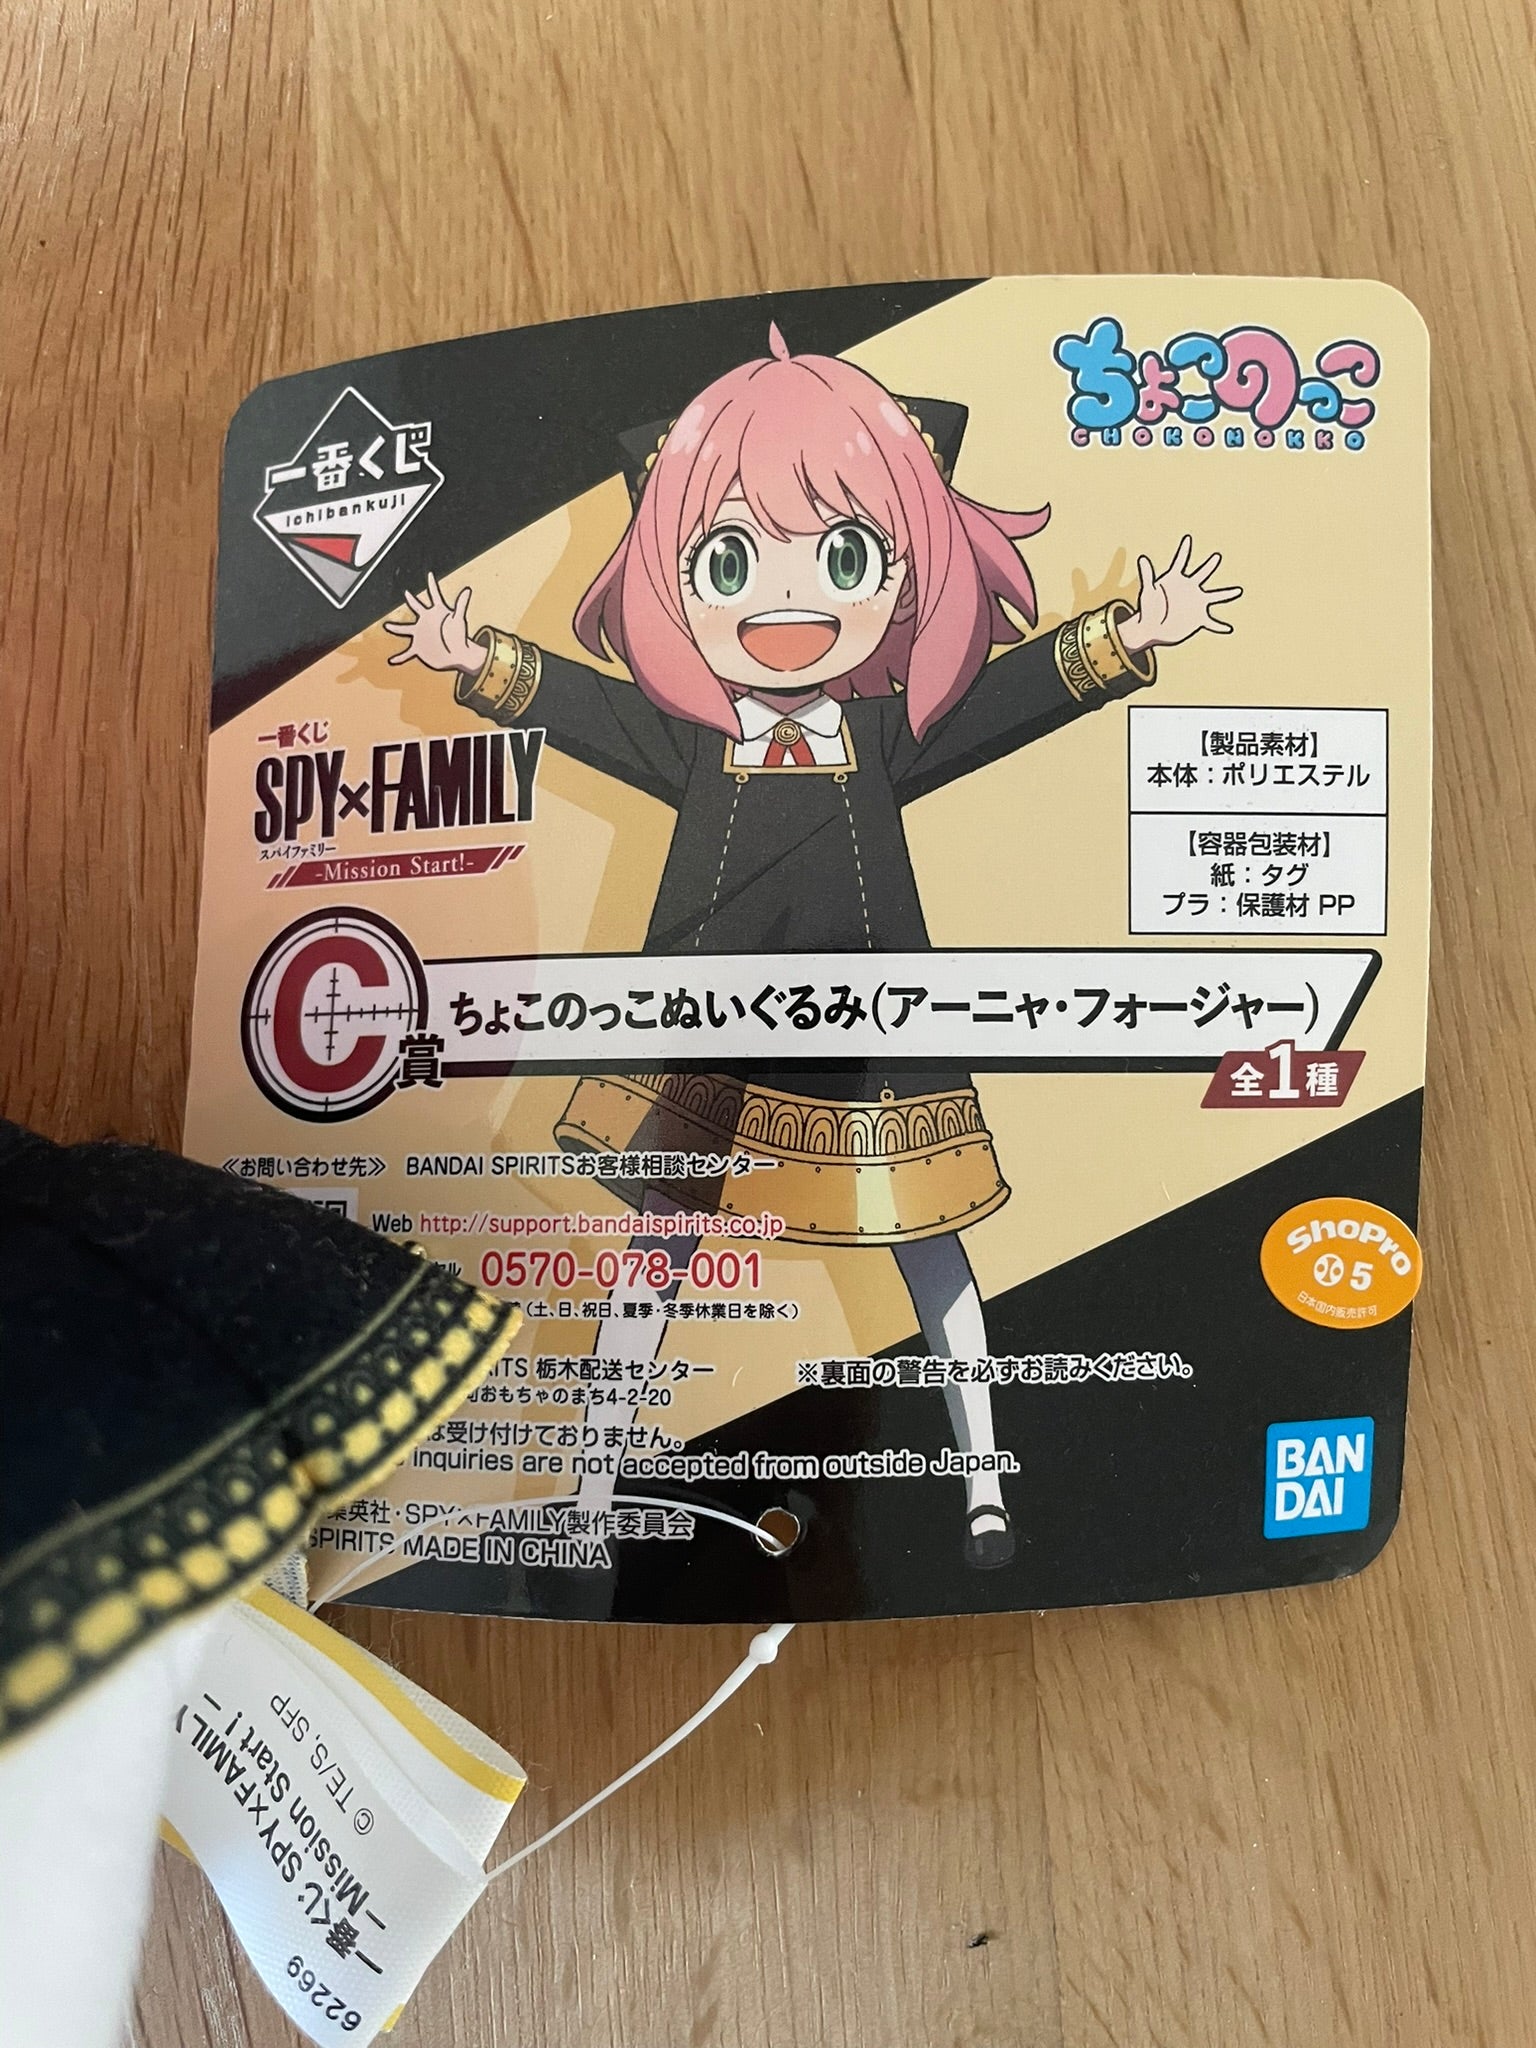 一番くじ
ichibankuji
ちょこのっこ
CHOKONOKKO
一番くじ
SPY×FAMILY
スパイファミリー
-Mission Start!-
【製品素材】
本体：ポリエステル
【容器包装材】
紙：タグ
プラ：保護材 PP
C賞
ちょこのっこぬいぐるみ(アーニャ・フォージャー)
全1種
≪お問い合わせ先≫ BANDAI SPIRITSお客様相談センター
Web http://support.bandaispirits.co.jp
0570-078-001
(土、日、祝日、夏季・冬季休業日を除く)
ITS 栃木配送センター
おもちゃのまち4-2-20
※裏面の警告を必ずお読みください。
は受け付けておりません。
inquiries are not accepted from outside Japan.
集英社・SPY×FAMILY製作委員会
SPIRITS MADE IN CHINA
ShoPro
5
日本国内販売許可
BAN
DAI
一番くじ SPY×FAMILY
—Mission Start！—
© TE/S, SFP
62269